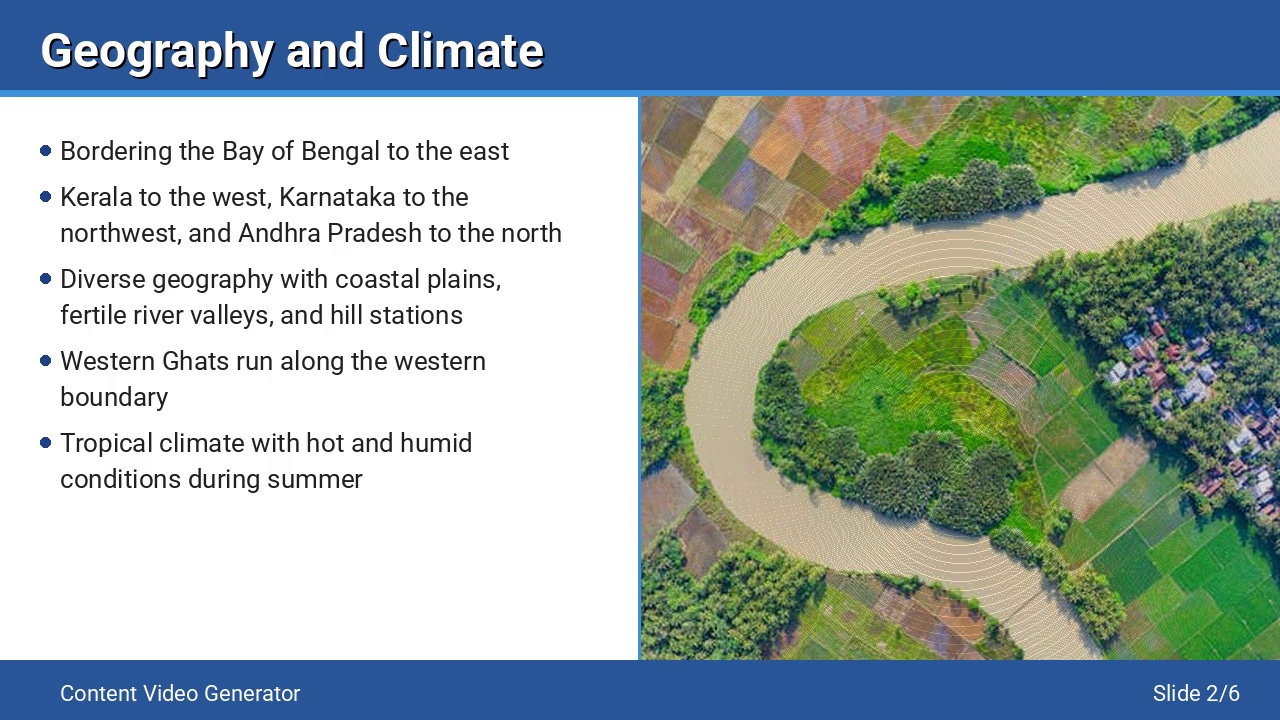 Geography and Climate
Bordering the Bay of Bengal to the east
Kerala to the west, Karnataka to the
northwest, and Andhra Pradesh to the north
Diverse geography with coastal plains,
fertile river valleys, and hill stations
Western Ghats run along the western
boundary
Tropical climate with hot and humid
conditions during summer
Content Video Generator
Slide 2/6